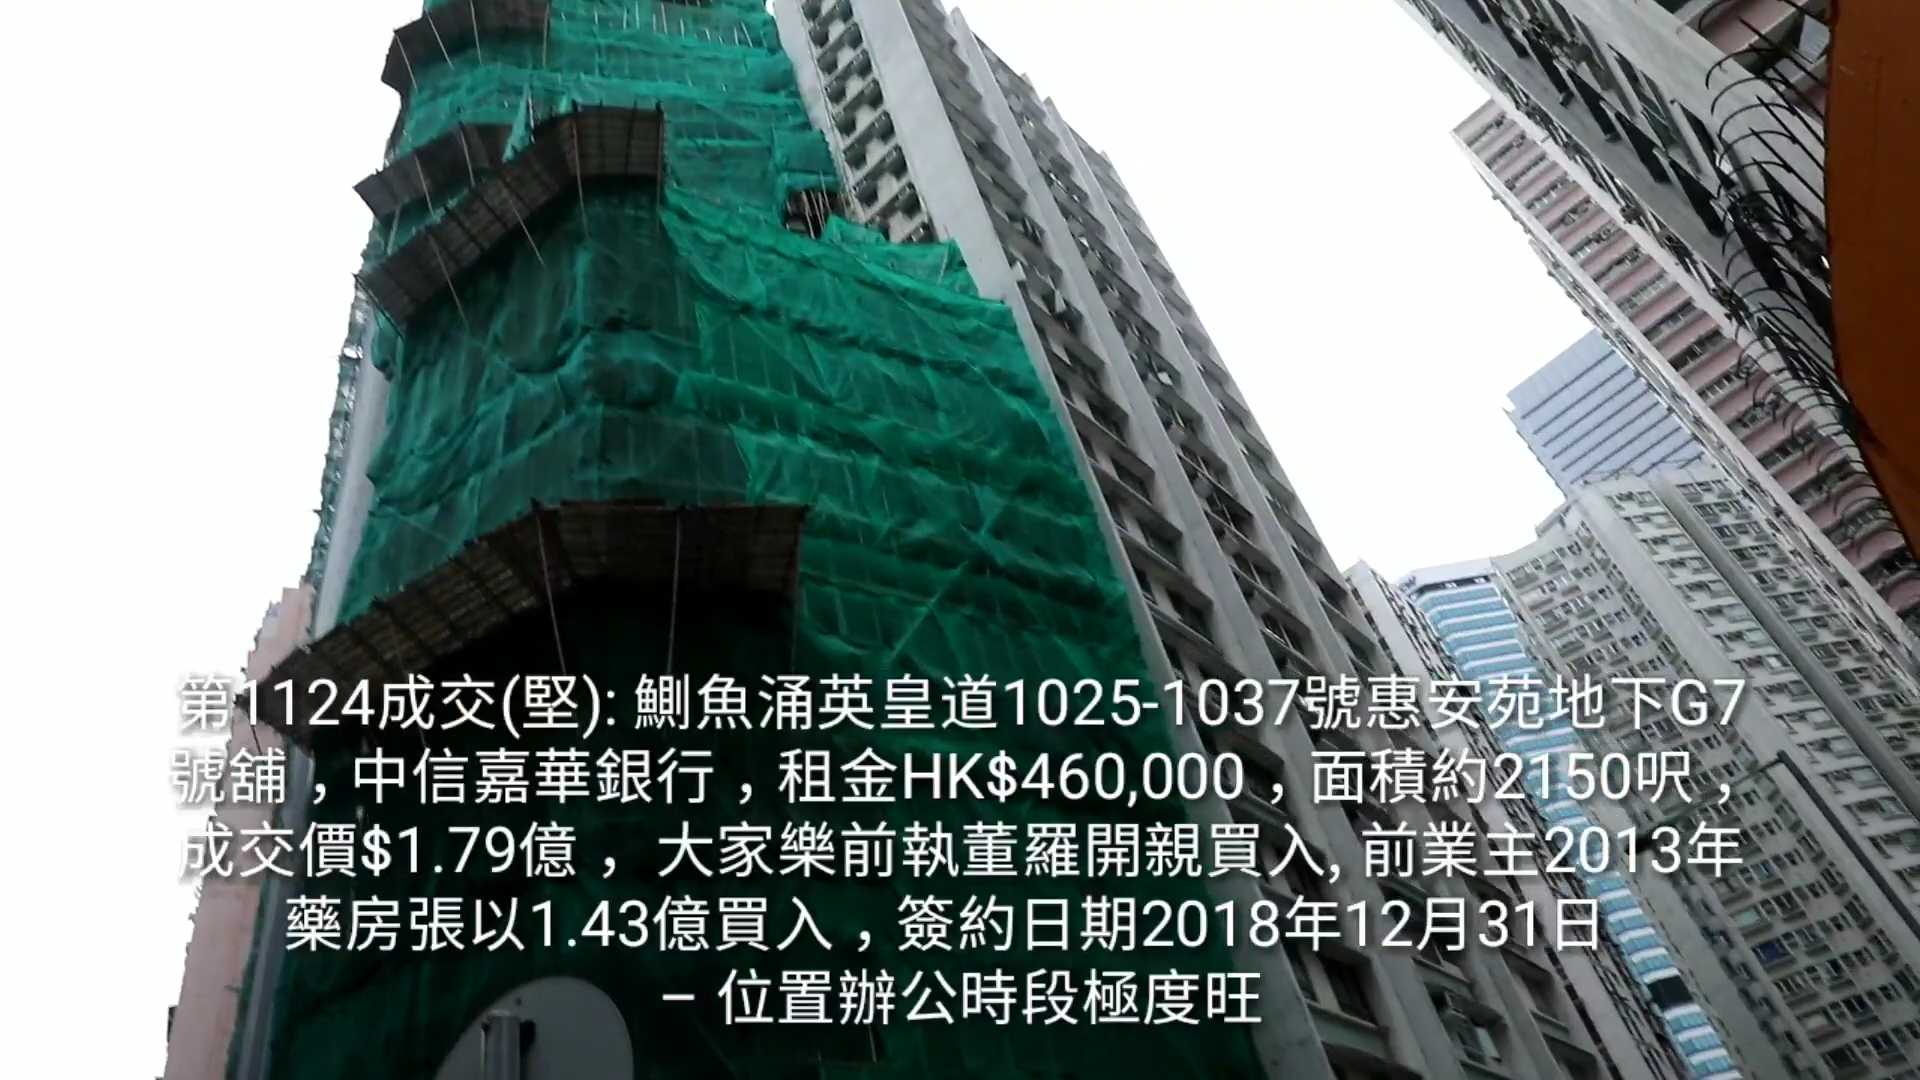 第1124成交(堅): 鰂魚涌英皇道1025-1037號惠安苑地下G7
號舖，中信嘉華銀行，租金HK$460,000，面積約2150呎，
成交價$1.79億， 大家樂前執董羅開親買入, 前業主2013年
藥房張以1.43億買入，簽約日期2018年12月31日
– 位置辦公時段極度旺